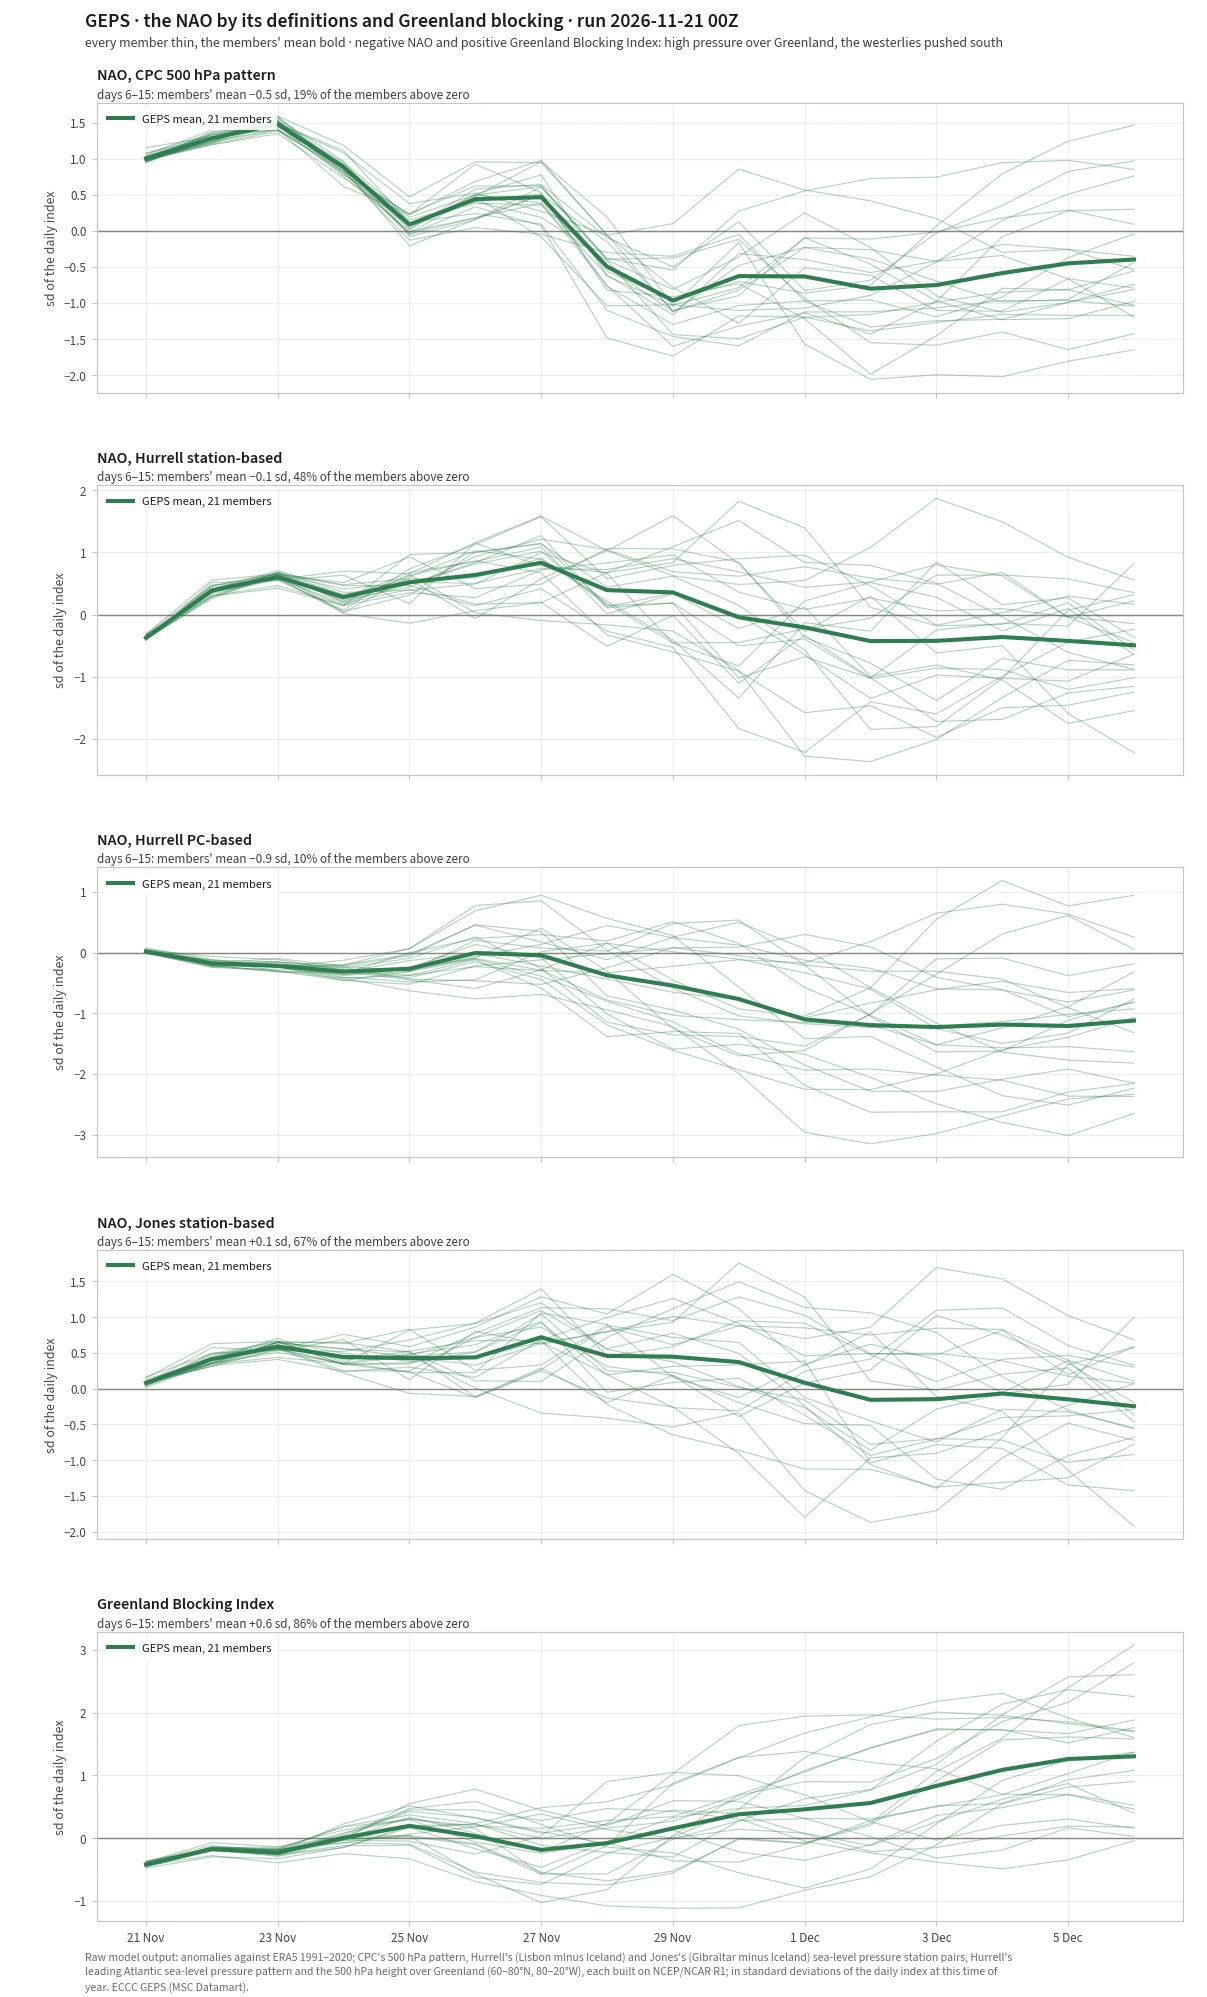 GEPS · the NAO by its definitions and Greenland blocking · run 2026-11-21 00Z
every member thin, the members' mean bold · negative NAO and positive Greenland Blocking Index: high pressure over Greenland, the westerlies pushed south
NAO, CPC 500 hPa pattern
days 6–15: members' mean −0.5 sd, 19% of the members above zero
GEPS mean, 21 members
sd of the daily index
1.5
1.0
0.5
0.0
−0.5
−1.0
−1.5
−2.0
NAO, Hurrell station-based
days 6–15: members' mean −0.1 sd, 48% of the members above zero
GEPS mean, 21 members
sd of the daily index
2
1
0
−1
−2
NAO, Hurrell PC-based
days 6–15: members' mean −0.9 sd, 10% of the members above zero
GEPS mean, 21 members
sd of the daily index
1
0
−1
−2
−3
NAO, Jones station-based
days 6–15: members' mean +0.1 sd, 67% of the members above zero
GEPS mean, 21 members
sd of the daily index
1.5
1.0
0.5
0.0
−0.5
−1.0
−1.5
−2.0
Greenland Blocking Index
days 6–15: members' mean +0.6 sd, 86% of the members above zero
GEPS mean, 21 members
sd of the daily index
3
2
1
0
−1
21 Nov 23 Nov 25 Nov 27 Nov 29 Nov 1 Dec 3 Dec 5 Dec
Raw model output: anomalies against ERA5 1991–2020; CPC's 500 hPa pattern, Hurrell's (Lisbon minus Iceland) and Jones's (Gibraltar minus Iceland) sea-level pressure station pairs, Hurrell's
leading Atlantic sea-level pressure pattern and the 500 hPa height over Greenland (60–80°N, 80–20°W), each built on NCEP/NCAR R1; in standard deviations of the daily index at this time of
year. ECCC GEPS (MSC Datamart).